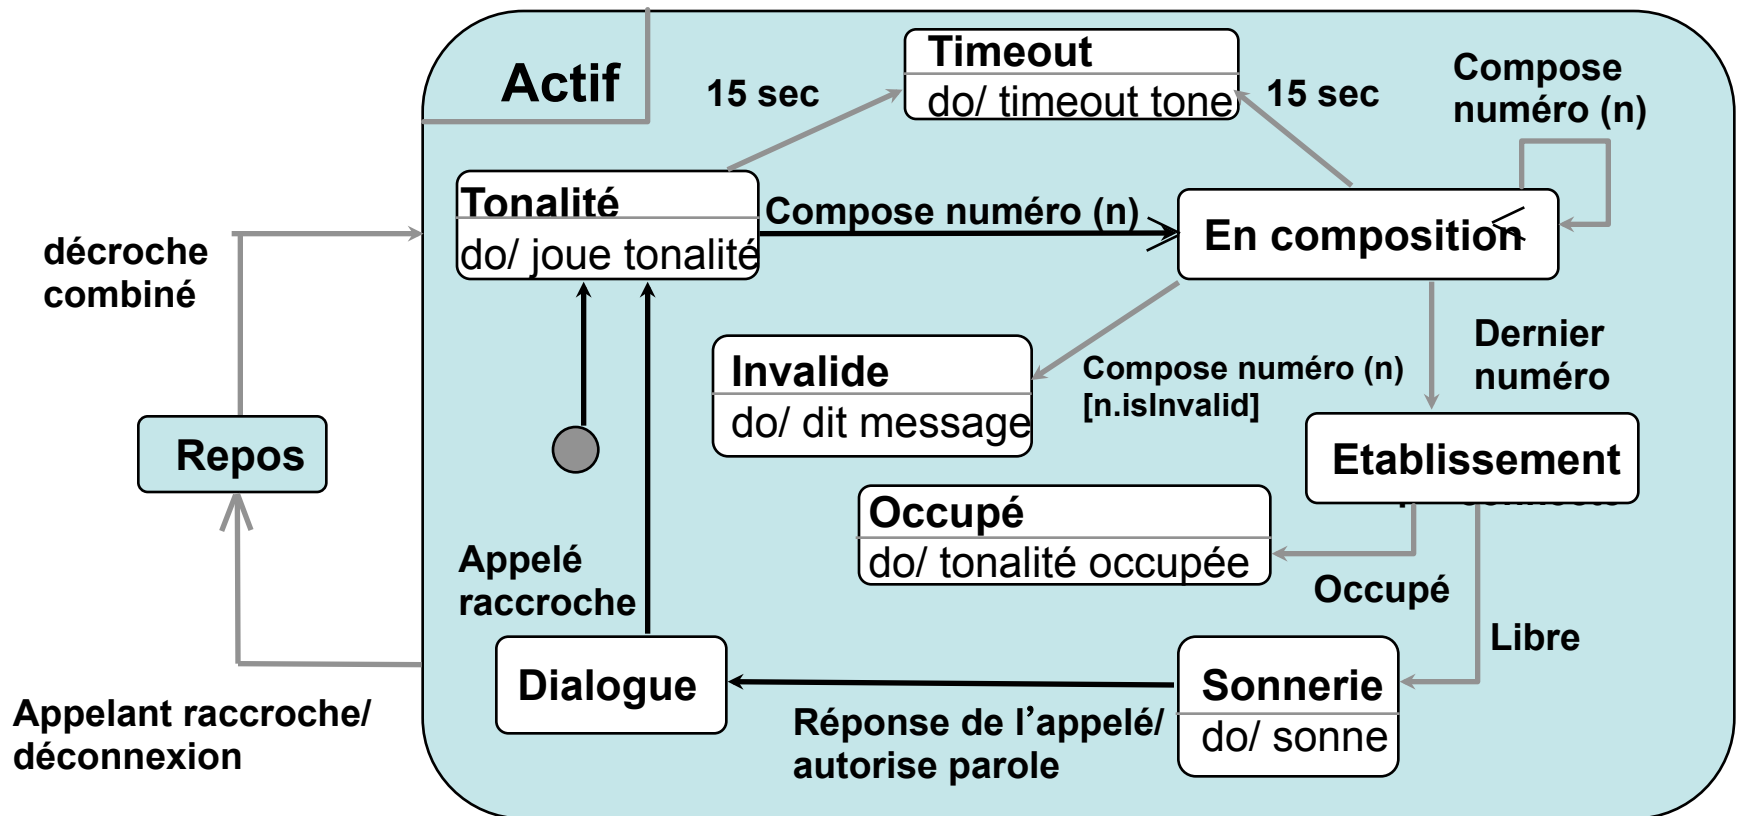 Actif
Timeout
do/ timeout tone
15 sec
15 sec
Compose
numéro (n)
Tonalité
do/ joue tonalité
Compose numéro (n)
En composition
décroche
combiné
Invalide
do/ dit message
Compose numéro (n)
[n.isInvalid]
Dernier
numéro
Repos
Etablissement
Occupé
do/ tonalité occupée
Occupé
Libre
Appelé
raccroche
Dialogue
Sonnerie
do/ sonne
Réponse de l’appelé/
autorise parole
Appelant raccroche/
déconnexion